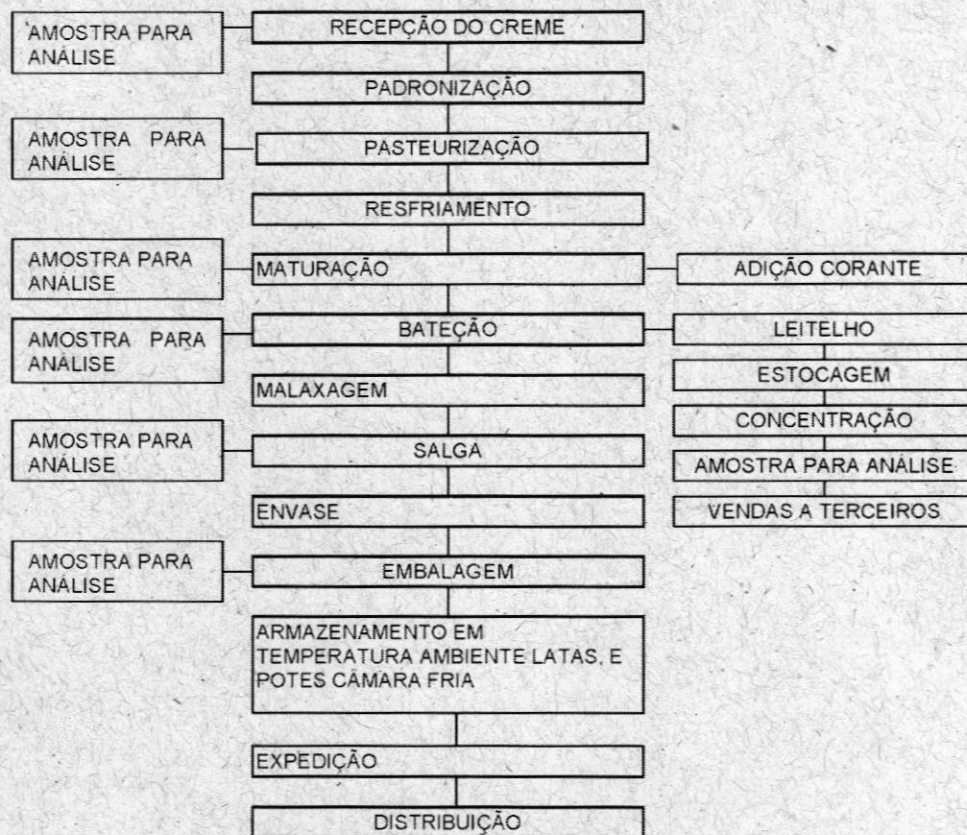 AMOSTRA PARA
ANÁLISE
RECEPÇÃO DO CREME
PADRONIZAÇÃO
AMOSTRA PARA
ANÁLISE
PASTEURIZAÇÃO
RESFRIAMENTO
AMOSTRA PARA
ANÁLISE
MATURAÇÃO
ADIÇÃO CORANTE
AMOSTRA PARA
ANÁLISE
BATEÇÃO
LEITELHO
ESTOCAGEM
MALAXAGEM
CONCENTRAÇÃO
AMOSTRA PARA
ANÁLISE
SALGA
AMOSTRA PARA ANÁLISE
ENVASE
VENDAS A TERCEIROS
AMOSTRA PARA
ANÁLISE
EMBALAGEM
ARMAZENAMENTO EM
TEMPERATURA AMBIENTE LATAS, E
POTES CÂMARA FRIA
EXPEDIÇÃO
DISTRIBUIÇÃO